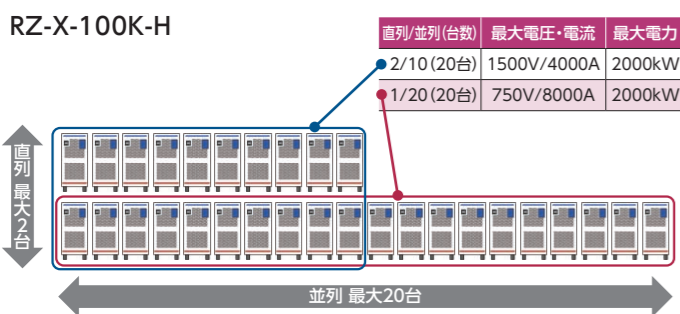 RZ-X-100K-H
直列/並列(台数) 最大電圧・電流 最大電力
2/10(20台) 1500V/4000A 2000kW
1/20(20台) 750V/8000A 2000kW
直列 最大2台
並列 最大20台